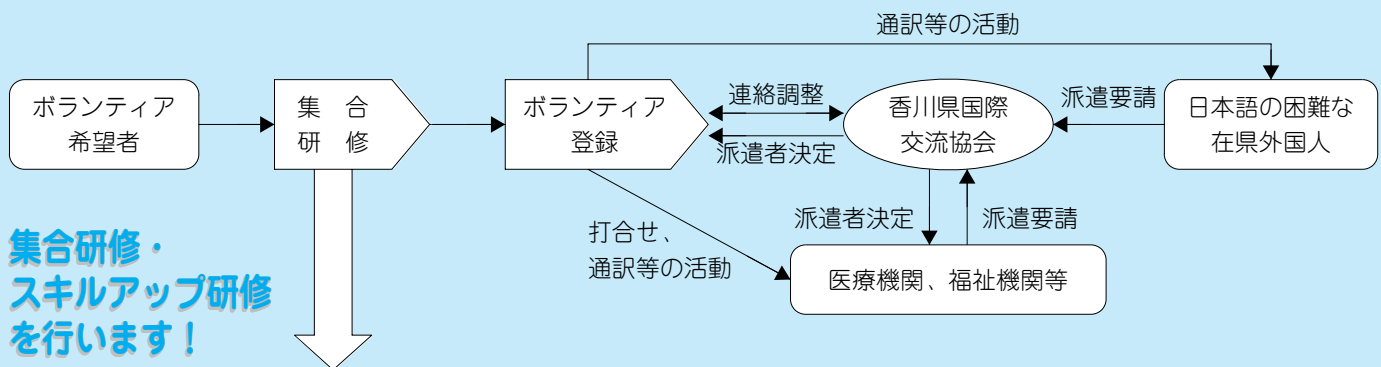 通訳等の活動
ボランティア
希望者
集 合
研 修
ボランティア
登録
連絡調整
派遣者決定
香川県国際
交流協会
派遣要請
日本語の困難な
在県外国人
打合せ、
通訳等の活動
派遣者決定
派遣要請
医療機関、福祉機関等
集合研修・
スキルアップ研修
を行います！